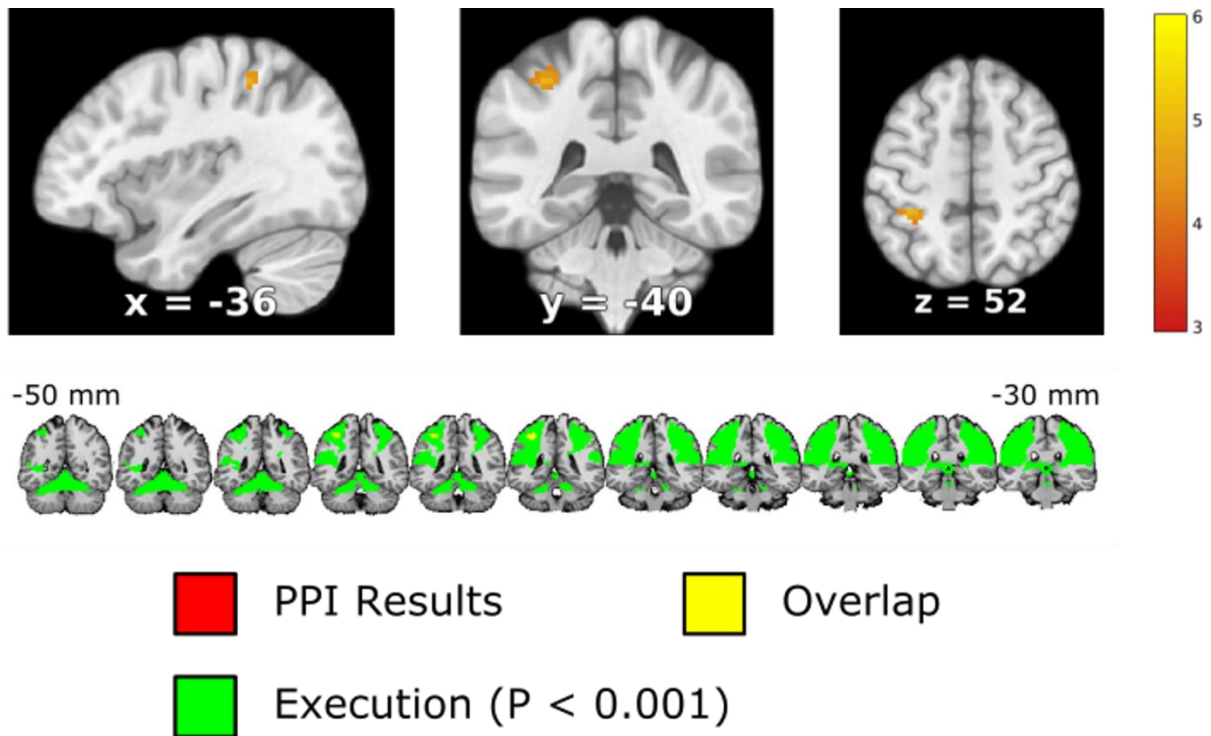 x = -36
y = -40
z = 52
6
5
4
3
-50 mm
-30 mm
PPI Results
Overlap
Execution (P < 0.001)